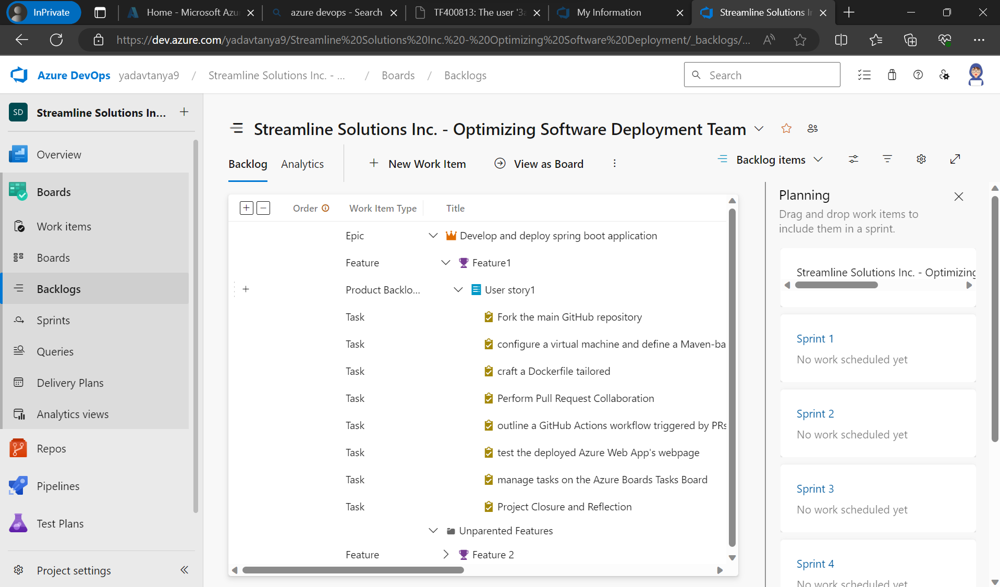 InPrivate
Home - Microsoft Azu
azure devops - Search
TF400813: The user '3a
My Information
Streamline Solutions In
https://dev.azure.com/yadavtanya9/Streamline%20Solutions%20Inc.%20-%20Optimizing%20Software%20Deployment/_backlogs/...
Azure DevOps yadavtanya9 / Streamline Solutions Inc. - ... / Boards / Backlogs
Search
SD Streamline Solutions In...
Overview
Boards
Work items
Boards
Backlogs
Sprints
Queries
Delivery Plans
Analytics views
Repos
Pipelines
Test Plans
Project settings
Streamline Solutions Inc. - Optimizing Software Deployment Team
Backlog Analytics New Work Item View as Board Backlog items
Order Work Item Type Title
Epic Develop and deploy spring boot application
Feature Feature1
Product Backlo... User story1
Task Fork the main GitHub repository
Task configure a virtual machine and define a Maven-ba
Task craft a Dockerfile tailored
Task Perform Pull Request Collaboration
Task outline a GitHub Actions workflow triggered by PRs
Task test the deployed Azure Web App's webpage
Task manage tasks on the Azure Boards Tasks Board
Task Project Closure and Reflection
Unparented Features
Feature Feature 2
Planning
Drag and drop work items to
include them in a sprint.
Streamline Solutions Inc. - Optimizing
Sprint 1
No work scheduled yet
Sprint 2
No work scheduled yet
Sprint 3
No work scheduled yet
Sprint 4
No work scheduled yet